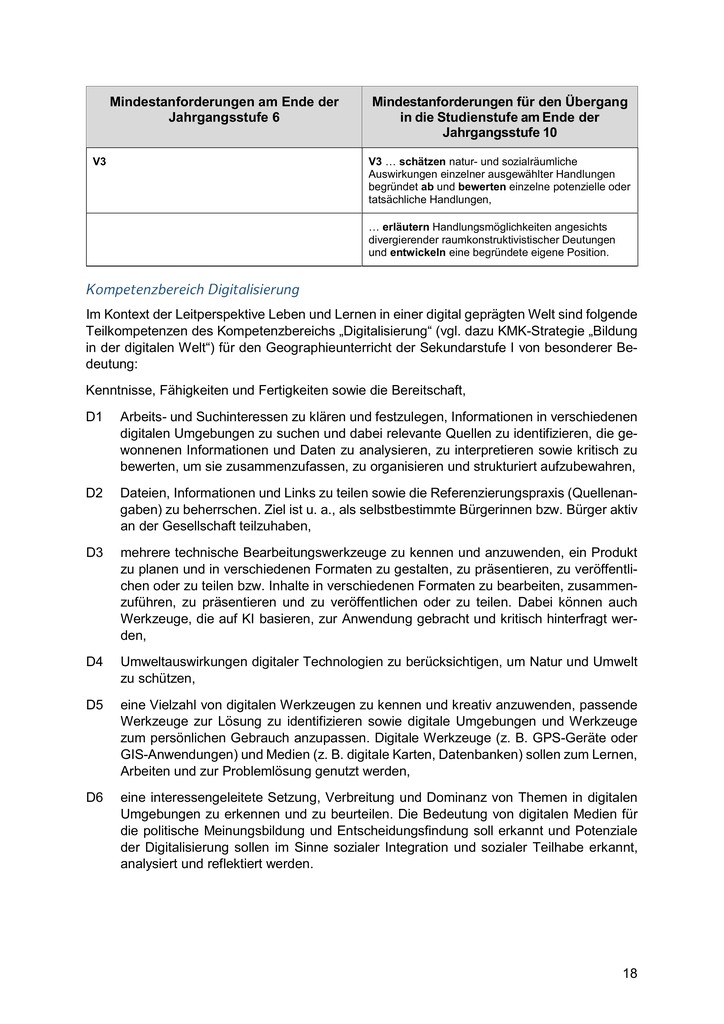 Mindestanforderungen am Ende der
Jahrgangsstufe 6
Mindestanforderungen für den Übergang
in die Studienstufe am Ende der
Jahrgangsstufe 10
V3
V3 … schätzen natur- und sozialräumliche
Auswirkungen einzelner ausgewählter Handlungen
begründet ab und bewerten einzelne potenzielle oder
tatsächliche Handlungen,
… erläutern Handlungsmöglichkeiten angesichts
divergierender raumkonstruktivistischer Deutungen
und entwickeln eine begründete eigene Position.
Kompetenzbereich Digitalisierung
Im Kontext der Leitperspektive Leben und Lernen in einer digital geprägten Welt sind folgende
Teilkompetenzen des Kompetenzbereichs „Digitalisierung“ (vgl. dazu KMK-Strategie „Bildung
in der digitalen Welt“) für den Geographieunterricht der Sekundarstufe I von besonderer Be-
deutung:
Kenntnisse, Fähigkeiten und Fertigkeiten sowie die Bereitschaft,
D1 Arbeits- und Suchinteressen zu klären und festzulegen, Informationen in verschiedenen
digitalen Umgebungen zu suchen und dabei relevante Quellen zu identifizieren, die ge-
wonnenen Informationen und Daten zu analysieren, zu interpretieren sowie kritisch zu
bewerten, um sie zusammenzufassen, zu organisieren und strukturiert aufzubewahren,
D2 Dateien, Informationen und Links zu teilen sowie die Referenzierungspraxis (Quellenan-
gaben) zu beherrschen. Ziel ist u. a., als selbstbestimmte Bürgerinnen bzw. Bürger aktiv
an der Gesellschaft teilzuhaben,
D3 mehrere technische Bearbeitungswerkzeuge zu kennen und anzuwenden, ein Produkt
zu planen und in verschiedenen Formaten zu gestalten, zu präsentieren, zu veröffentli-
chen oder zu teilen bzw. Inhalte in verschiedenen Formaten zu bearbeiten, zusammen-
zuführen, zu präsentieren und zu veröffentlichen oder zu teilen. Dabei können auch
Werkzeuge, die auf KI basieren, zur Anwendung gebracht und kritisch hinterfragt wer-
den,
D4 Umweltauswirkungen digitaler Technologien zu berücksichtigen, um Natur und Umwelt
zu schützen,
D5 eine Vielzahl von digitalen Werkzeugen zu kennen und kreativ anzuwenden, passende
Werkzeuge zur Lösung zu identifizieren sowie digitale Umgebungen und Werkzeuge
zum persönlichen Gebrauch anzupassen. Digitale Werkzeuge (z. B. GPS-Geräte oder
GIS-Anwendungen) und Medien (z. B. digitale Karten, Datenbanken) sollen zum Lernen,
Arbeiten und zur Problemlösung genutzt werden,
D6 eine interessengeleitete Setzung, Verbreitung und Dominanz von Themen in digitalen
Umgebungen zu erkennen und zu beurteilen. Die Bedeutung von digitalen Medien für
die politische Meinungsbildung und Entscheidungsfindung soll erkannt und Potenziale
der Digitalisierung sollen im Sinne sozialer Integration und sozialer Teilhabe erkannt,
analysiert und reflektiert werden.
18